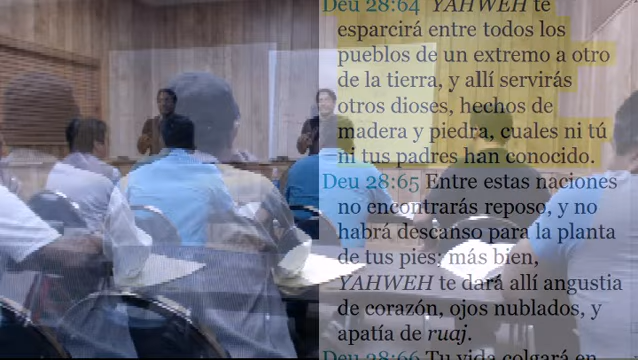 Deu 28:64 YAHWEH te
esparcirá entre todos los
pueblos de un extremo a otro
de la tierra, y allí servirás
otros dioses, hechos de
madera y piedra, cuales ni tú
ni tus padres han conocido.
Deu 28:65 Entre estas naciones
no encontrarás reposo, y no
habrá descanso para la planta
de tus pies; más bien,
YAHWEH te dará allí angustia
de corazón, ojos nublados, y
apatía de ruaj.
Deu 28:66 Tu vida colgará en